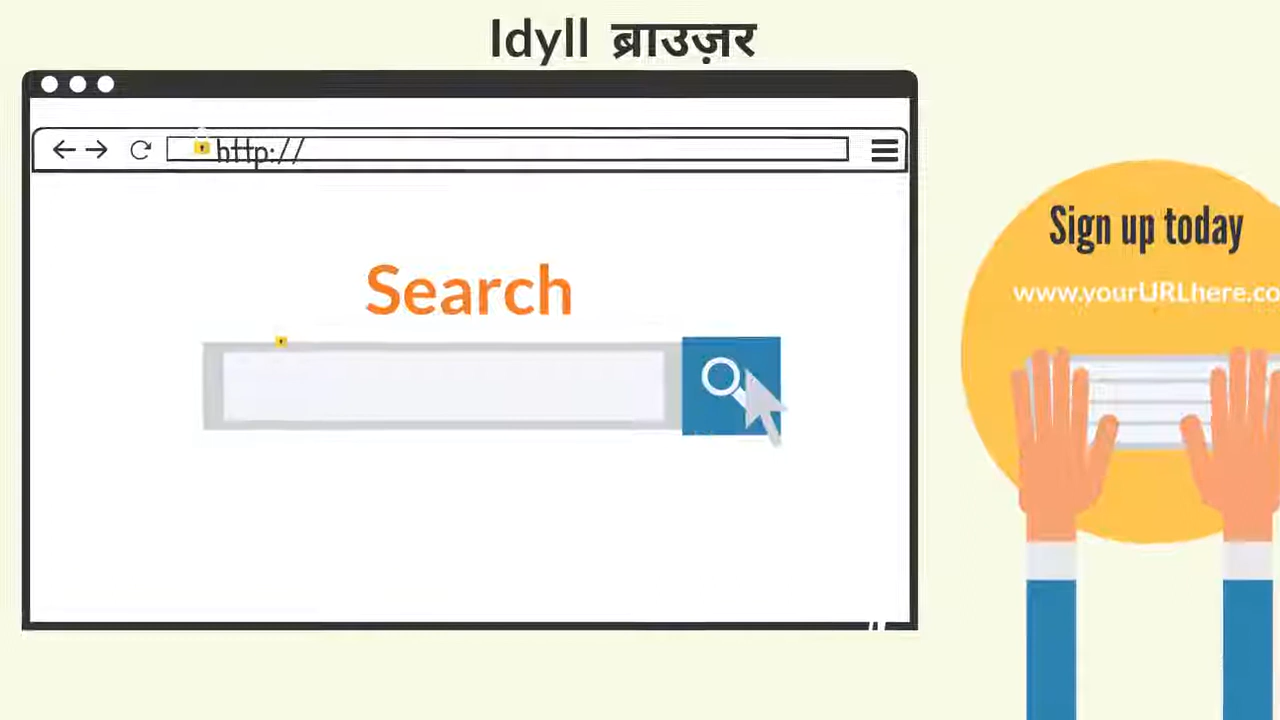 Idyll ब्राउज़र
http://
Search
Sign up today
www.yourURLhere.co